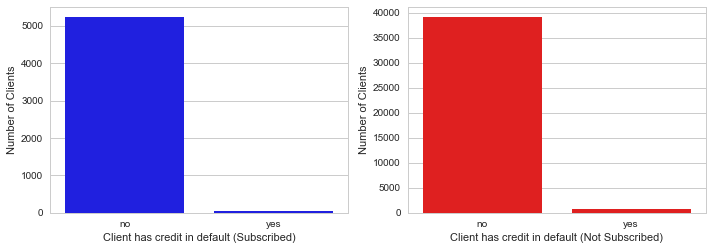 Number of Clients
5000
4000
3000
2000
1000
0
no
yes
Client has credit in default (Subscribed)
Number of Clients
40000
35000
30000
25000
20000
15000
10000
5000
0
no
yes
Client has credit in default (Not Subscribed)